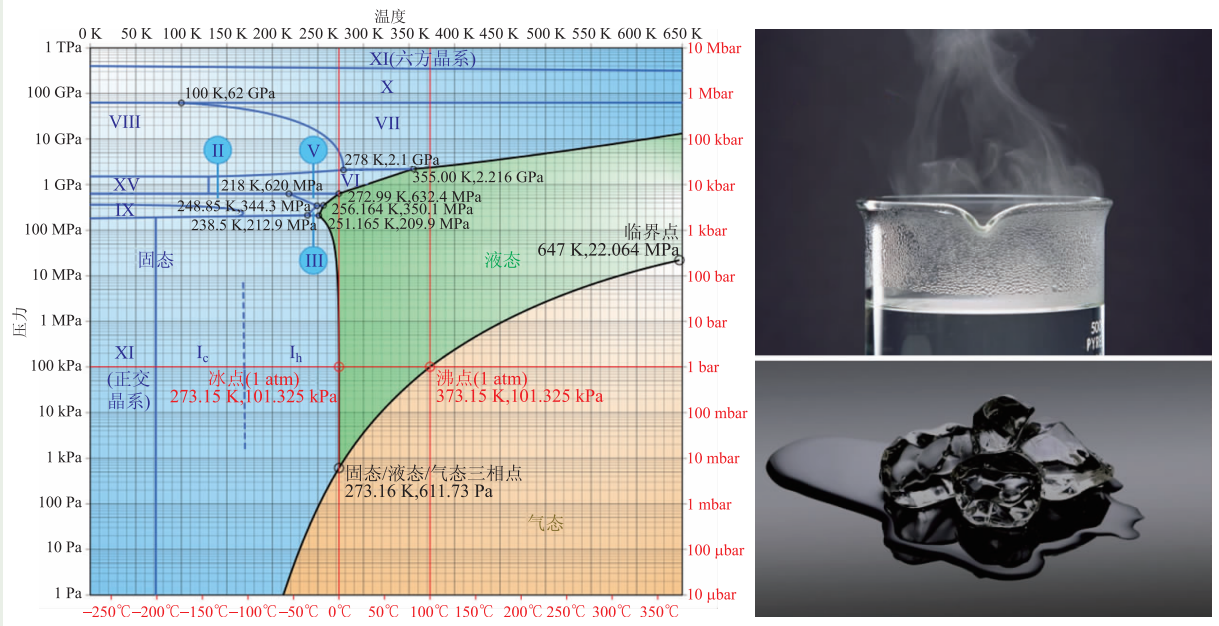 温度
0 K 50 K 100 K 150 K 200 K 250 K 300 K 350 K 400 K 450 K 500 K 550 K 600 K 650 K
1 TPa
10 Mbar
XI(六方晶系)
X
100 K,62 GPa
100 GPa
1 Mbar
VIII
VII
10 GPa
100 kbar
II
V
278 K,2.1 GPa
VI
355.00 K,2.216 GPa
1 GPa
10 kbar
XV
218 K,620 MPa
272.99 K,632.4 MPa
IX
248.85 K,344.3 MPa
256.164 K,350.1 MPa
238.5 K,212.9 MPa
251.165 K,209.9 MPa
100 MPa
1 kbar
临界点
647 K,22.064 MPa
固态
III
液态
10 MPa
100 bar
压力
1 MPa
10 bar
XI
(正交
晶系)
Ic
Ih
100 kPa
1 bar
冰点(1 atm)
273.15 K,101.325 kPa
沸点(1 atm)
373.15 K,101.325 kPa
10 kPa
100 mbar
1 kPa
10 mbar
固态/液态/气态三相点
273.16 K,611.73 Pa
100 Pa
1 mbar
气态
10 Pa
100 μbar
1 Pa
10 μbar
−250℃ −200℃ −150℃ −100℃ −50℃ 0℃ 50℃ 100℃ 150℃ 200℃ 250℃ 300℃ 350℃
500
PYRE